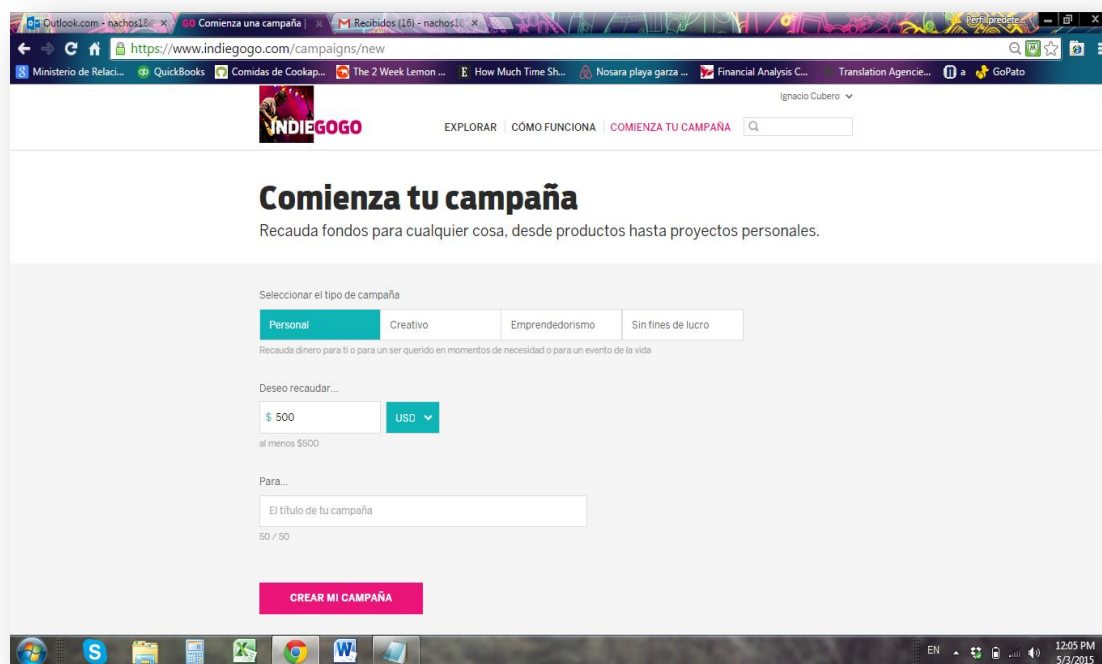 Outlook.com - nachos18
Comienza una campaña |
Recibidos (16) - nachos18
Perfil predete...
https://www.indiegogo.com/campaigns/new
Ministerio de Relaci... QuickBooks Comidas de Cookap... The 2 Week Lemon ... How Much Time Sh... Nosara playa garza ... Financial Analysis C... Translation Agencie... a GoPato
Ignacio Cubero
INDIEGOGO
EXPLORAR CÓMO FUNCIONA COMIENZA TU CAMPAÑA
Comienza tu campaña
Recauda fondos para cualquier cosa, desde productos hasta proyectos personales.
Seleccionar el tipo de campaña
Personal Creativo Emprendedorismo Sin fines de lucro
Recauda dinero para ti o para un ser querido en momentos de necesidad o para un evento de la vida
Deseo recaudar...
$ 500 USD
al menos $500
Para...
El título de tu campaña
50 / 50
CREAR MI CAMPAÑA
EN 12:05 PM
5/3/2015